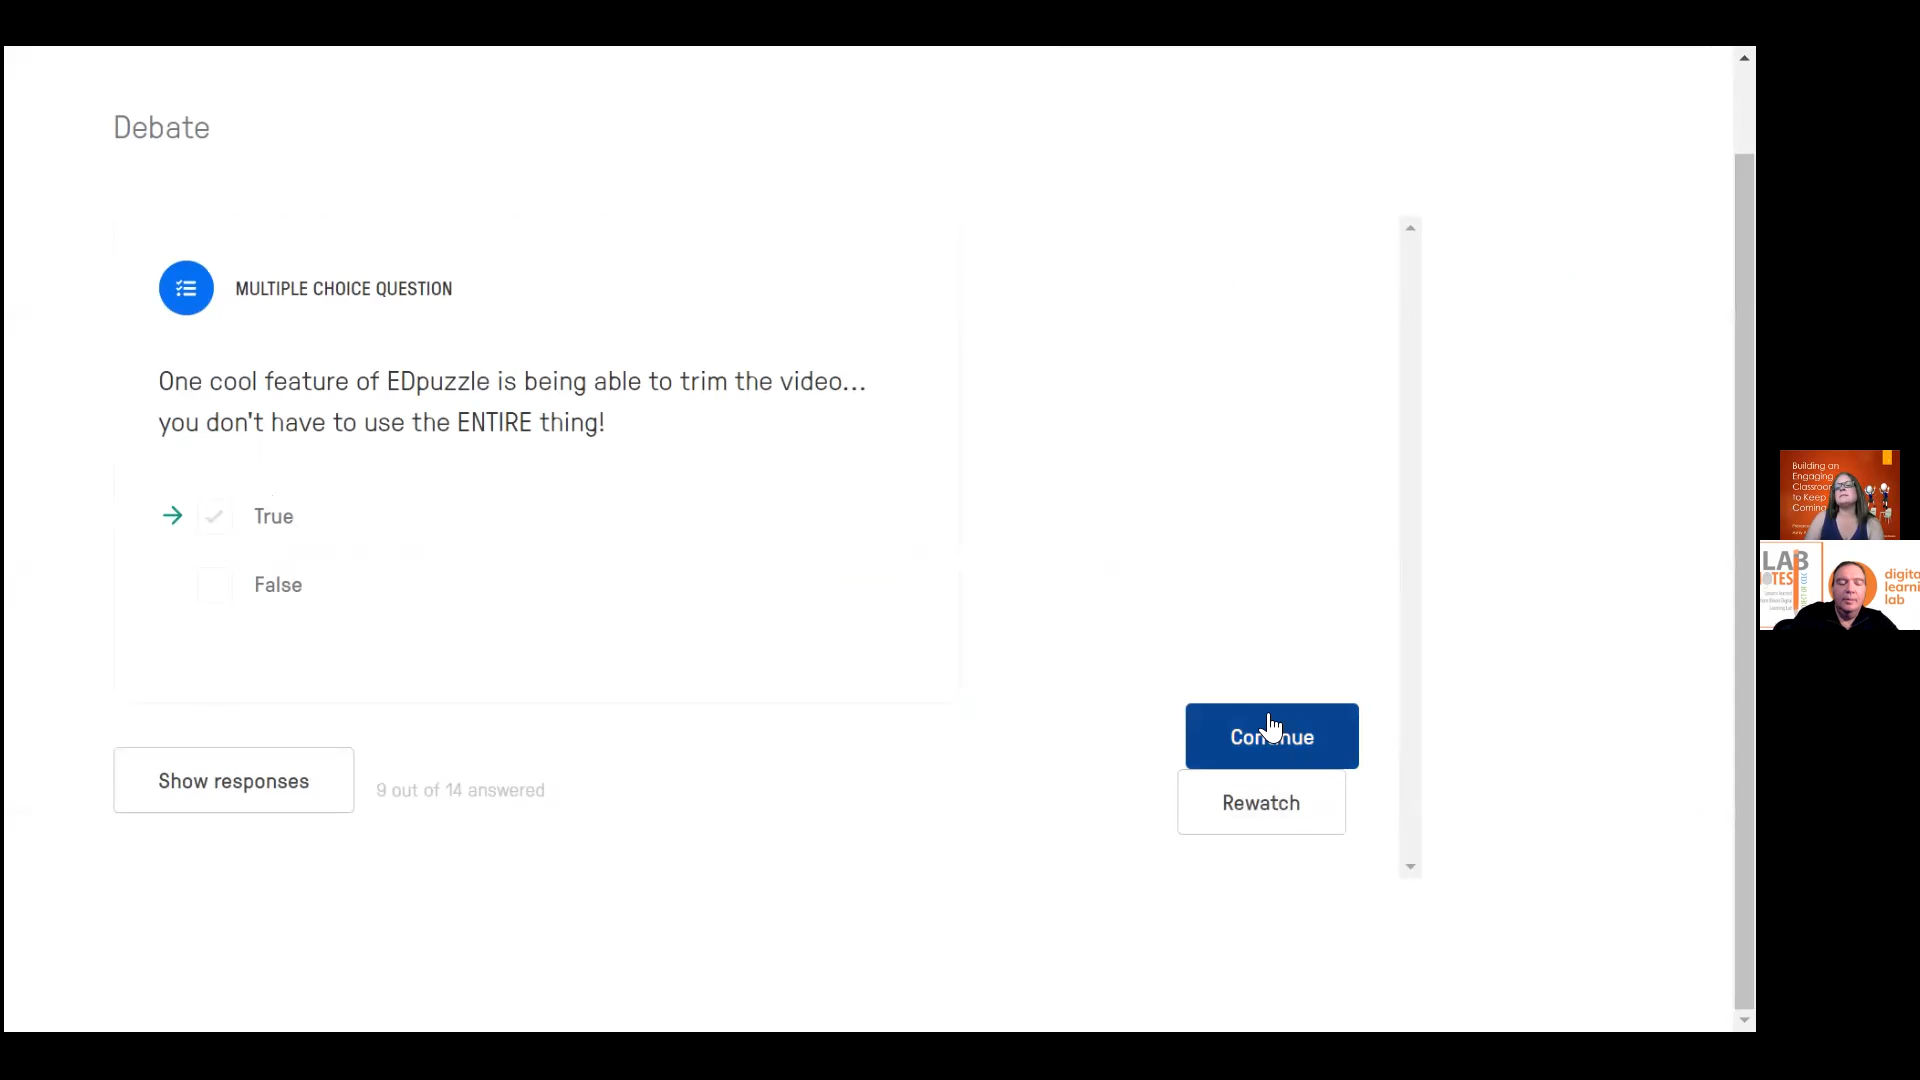 Debate
MULTIPLE CHOICE QUESTION
One cool feature of EDpuzzle is being able to trim the video...
you don't have to use the ENTIRE thing!
True
False
Show responses
9 out of 14 answered
Continue
Rewatch
Building an
Engaging
Classroo
to Keep
Coming
LAB
digita
learni
lab